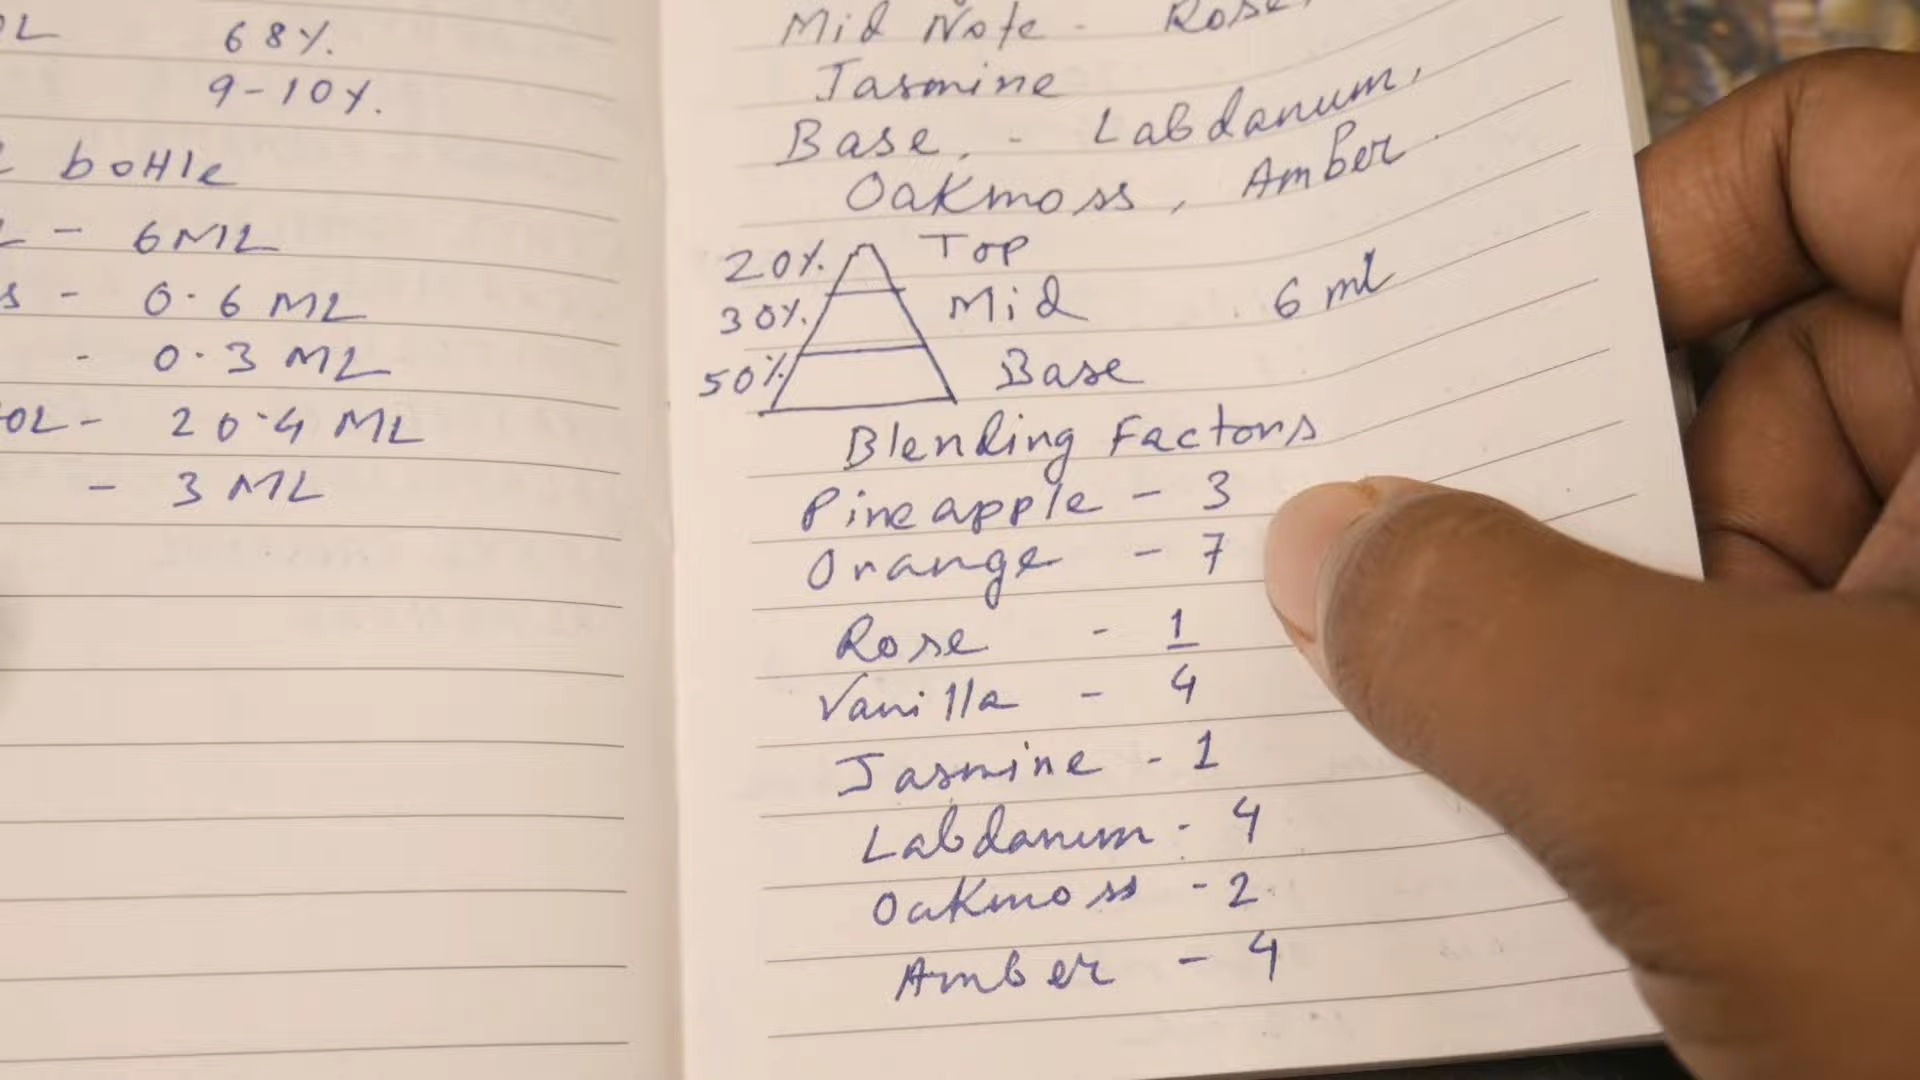 68%.
9-10%.
bottle
- 6ML
- 0.6 ML
- 0.3 ML
- 20.4 ML
- 3 ML
Mid Note - Rose,
Jasmine
Base. - Labdanum,
Oakmoss, Amber.
20%. Top
30%. Mid 6 ml
50%. Base
Blending Factors
Pineapple - 3
Orange - 7
Rose - 1
Vanilla - 4
Jasmine - 1
Labdanum - 4
Oakmoss - 2
Amber - 4